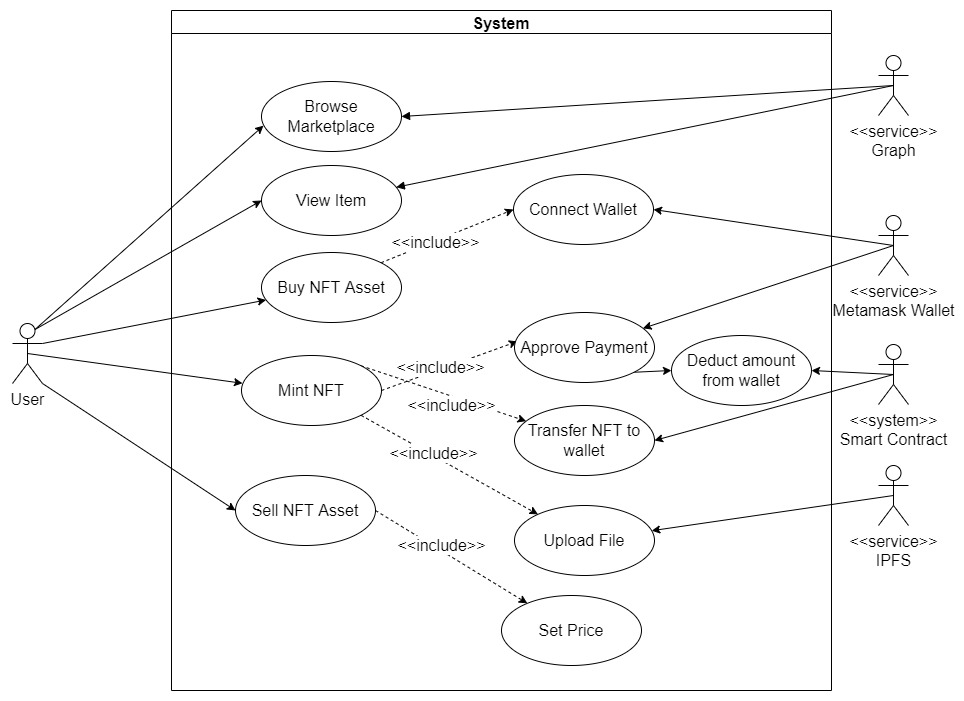 System
Browse
Marketplace
<<service>>
Graph
View Item
Connect Wallet
<<include>>
Buy NFT Asset
<<service>>
Metamask Wallet
User
Approve Payment
Deduct amount
from wallet
<<include>>
Mint NFT
<<include>>
<<system>>
Smart Contract
Transfer NFT to
wallet
<<include>>
Sell NFT Asset
<<include>>
Upload File
<<service>>
IPFS
Set Price